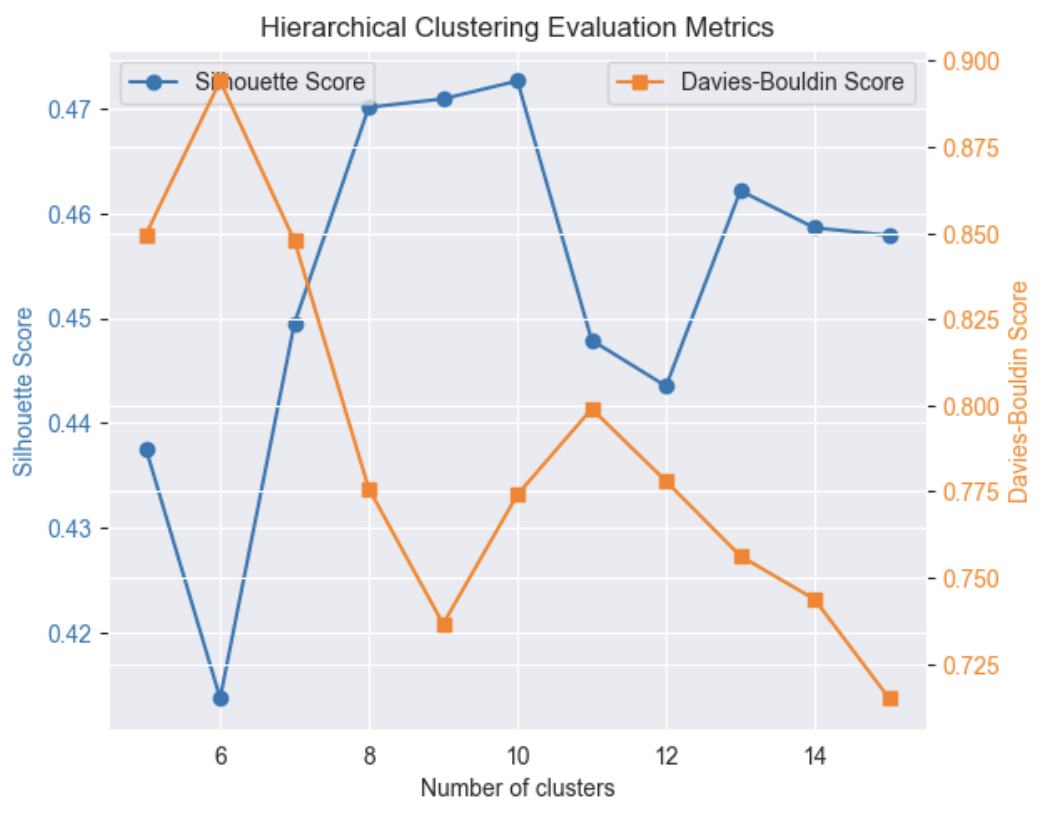 Hierarchical Clustering Evaluation Metrics
Silhouette Score
Davies-Bouldin Score
0.47
0.46
0.45
0.44
0.43
0.42
Silhouette Score
0.900
0.875
0.850
0.825
0.800
0.775
0.750
0.725
Davies-Bouldin Score
6 8 10 12 14
Number of clusters